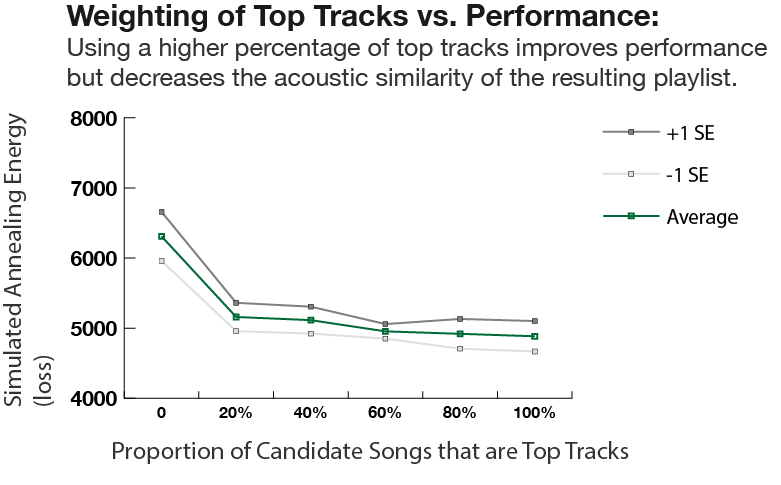 Weighting of Top Tracks vs. Performance:
Using a higher percentage of top tracks improves performance
but decreases the acoustic similarity of the resulting playlist.
Simulated Annealing Energy
(loss)
8000
7000
6000
5000
4000
0 20% 40% 60% 80% 100%
Proportion of Candidate Songs that are Top Tracks
+1 SE
-1 SE
Average